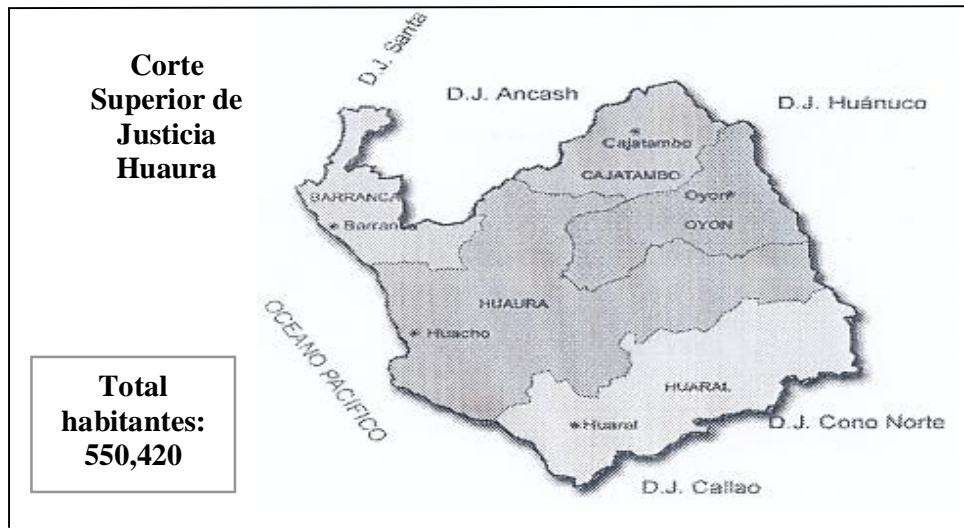 Corte
Superior de
Justicia
Huaura
D.J. Santa
D.J. Ancash
D.J. Huánuco
Cajatambo
CAJATAMBO
BARRANCA
Barranca
Oyon
OYON
HUAURA
Huacho
OCEANO PACIFICO
HUARAL
Huaral
D.J. Cono Norte
D.J. Callao
Total
habitantes:
550,420